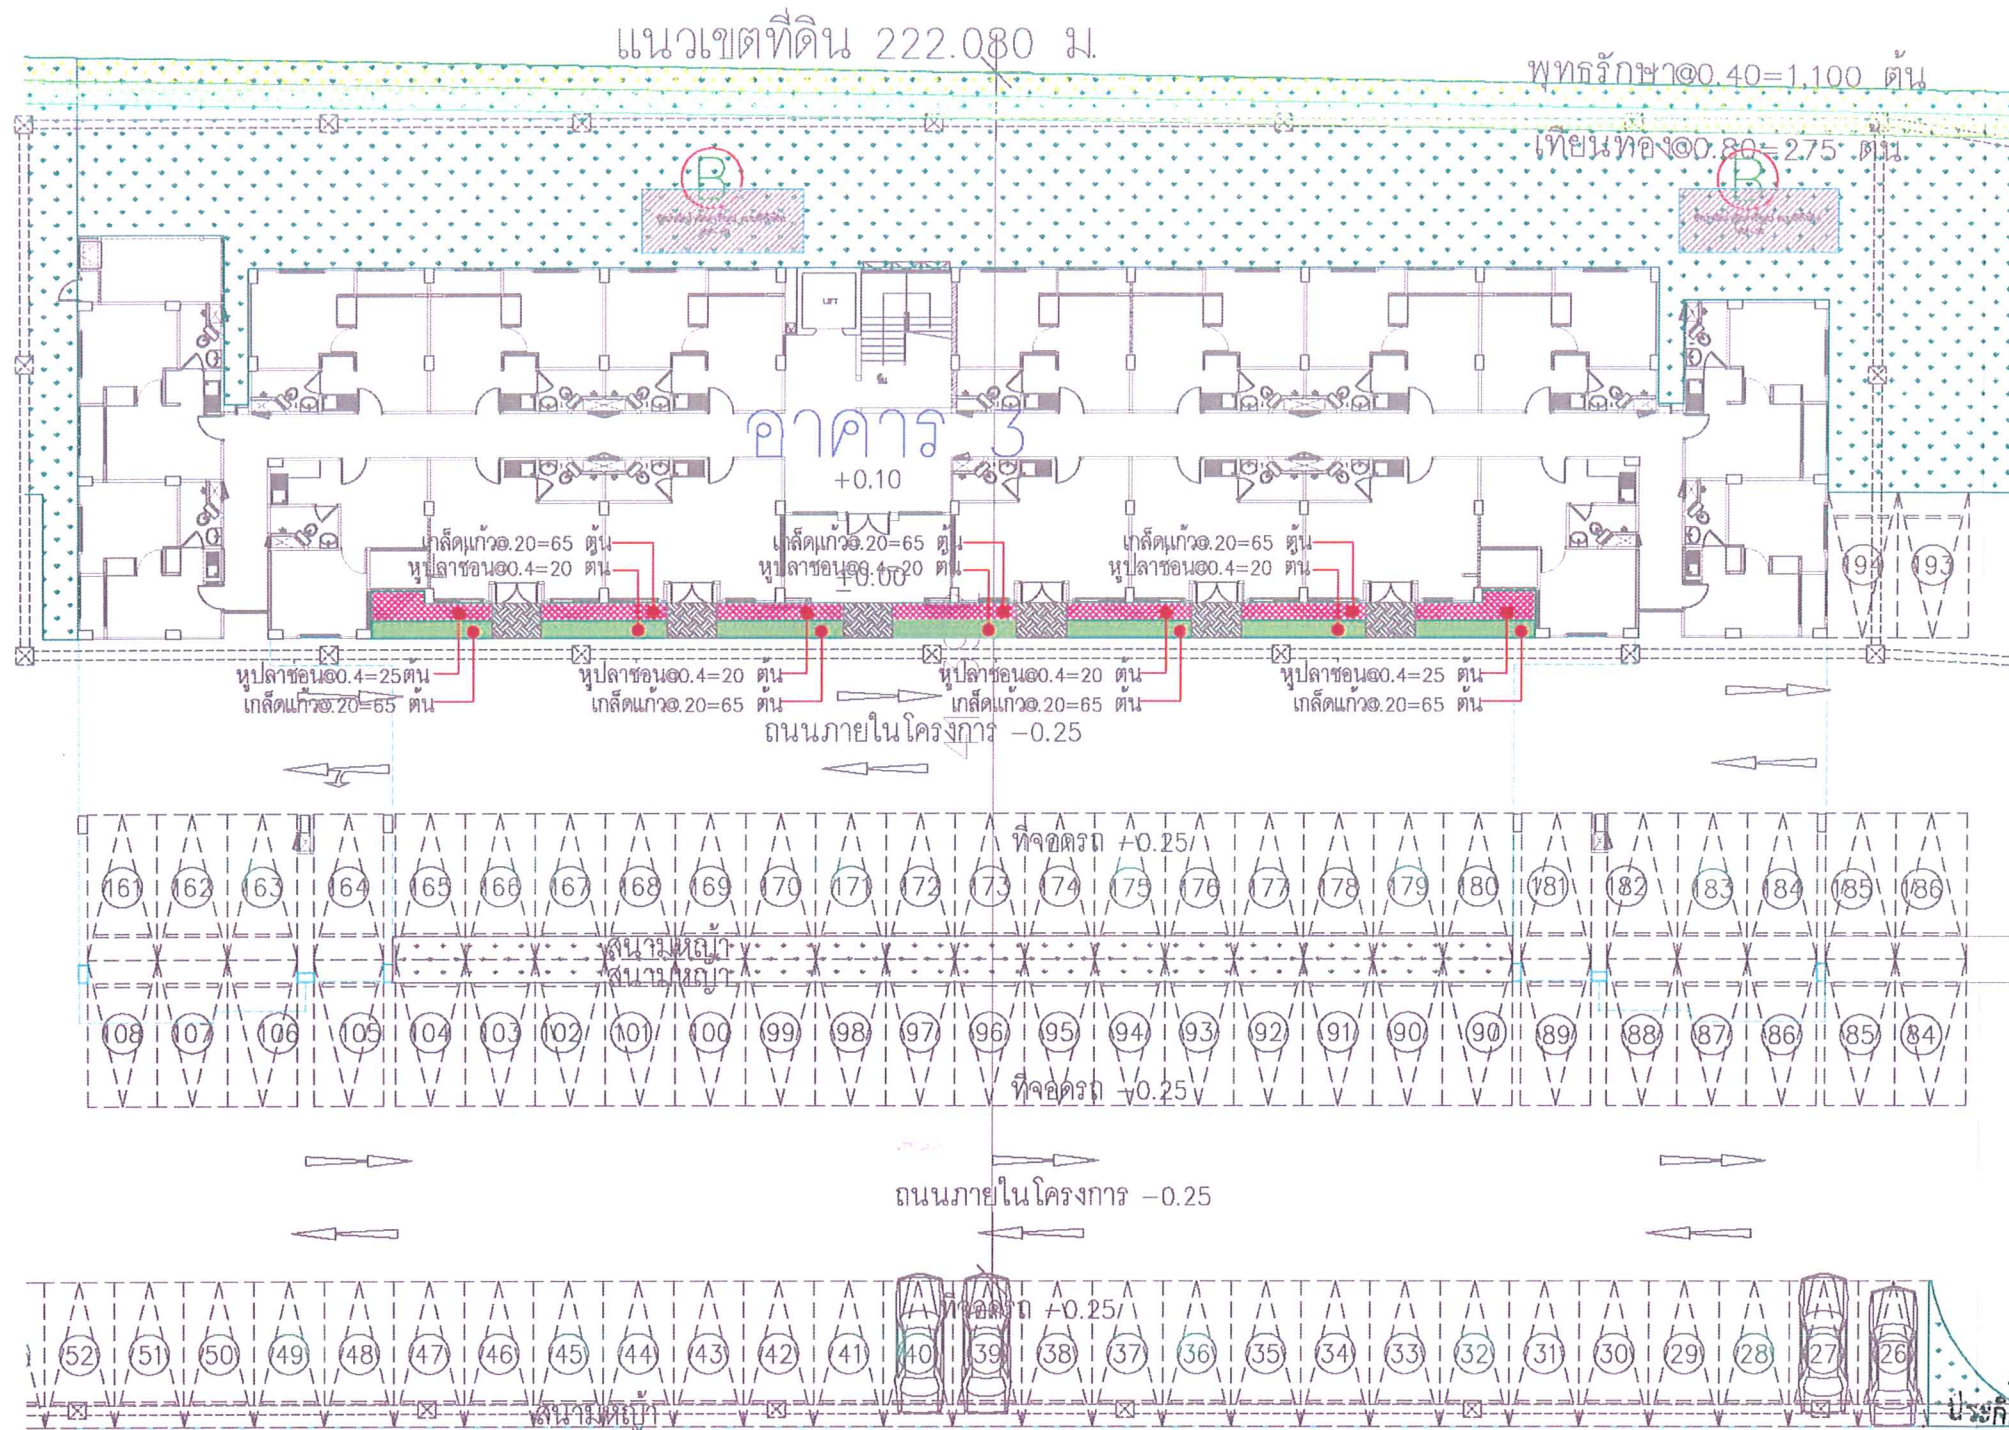 แนวเขตที่ดิน 222.080 ม.
พุทธรักษา@0.40=1,100 ต้น
เทียนทอง@0.80=275 ต้น
B
B
LIFT
ขึ้น
อาคาร 3
+0.10
เกล็ดแก้ว@.20=65 ต้น
เกล็ดแก้ว@.20=65 ต้น
เกล็ดแก้ว@.20=65 ต้น
194
193
หูปลาช่อน@0.4=20 ต้น
หูปลาช่อน@0.4=20 ต้น
หูปลาช่อน@0.4=20 ต้น
±0.00
หูปลาช่อน@0.4=25ต้น
หูปลาช่อน@0.4=20 ต้น
หูปลาช่อน@0.4=20 ต้น
หูปลาช่อน@0.4=25 ต้น
เกล็ดแก้ว@.20=65 ต้น
เกล็ดแก้ว@.20=65 ต้น
เกล็ดแก้ว@.20=65 ต้น
เกล็ดแก้ว@.20=65 ต้น
ถนนภายในโครงการ -0.25
ที่จอดรถ -0.25
161 162 163 164 165 166 167 168 169 170 171 172 173 174 175 176 177 178 179 180 181 182 183 184 185 186
สนามหญ้า
สนามหญ้า
108 107 106 105 104 103 102 101 100 99 98 97 96 95 94 93 92 91 90 90 89 88 87 86 85 84
ที่จอดรถ -0.25
ถนนภายในโครงการ -0.25
ที่จอดรถ -0.25
52 51 50 49 48 47 46 45 44 43 42 41 40 39 38 37 36 35 34 33 32 31 30 29 28 27 26
สนามหญ้า